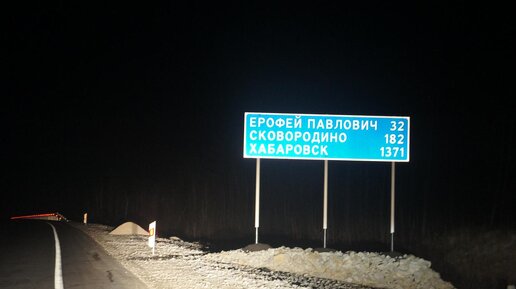 ЕРОФЕЙ ПАВЛОВИЧ 32
СКОВОРОДИНО 182
ХАБАРОВСК 1371